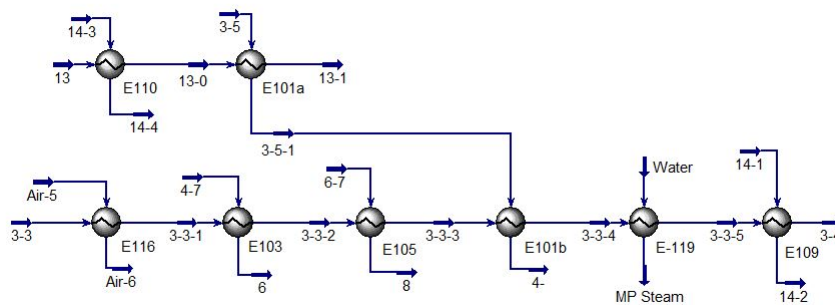 14-3
3-5
13
13-0
13-1
E110
E101a
14-4
3-5-1
Air-5
4-7
6-7
Water
14-1
3-3
3-3-1
3-3-2
3-3-3
3-3-4
3-3-5
3-4
E116
E103
E105
E101b
E-119
E109
Air-6
6
8
4-
MP Steam
14-2